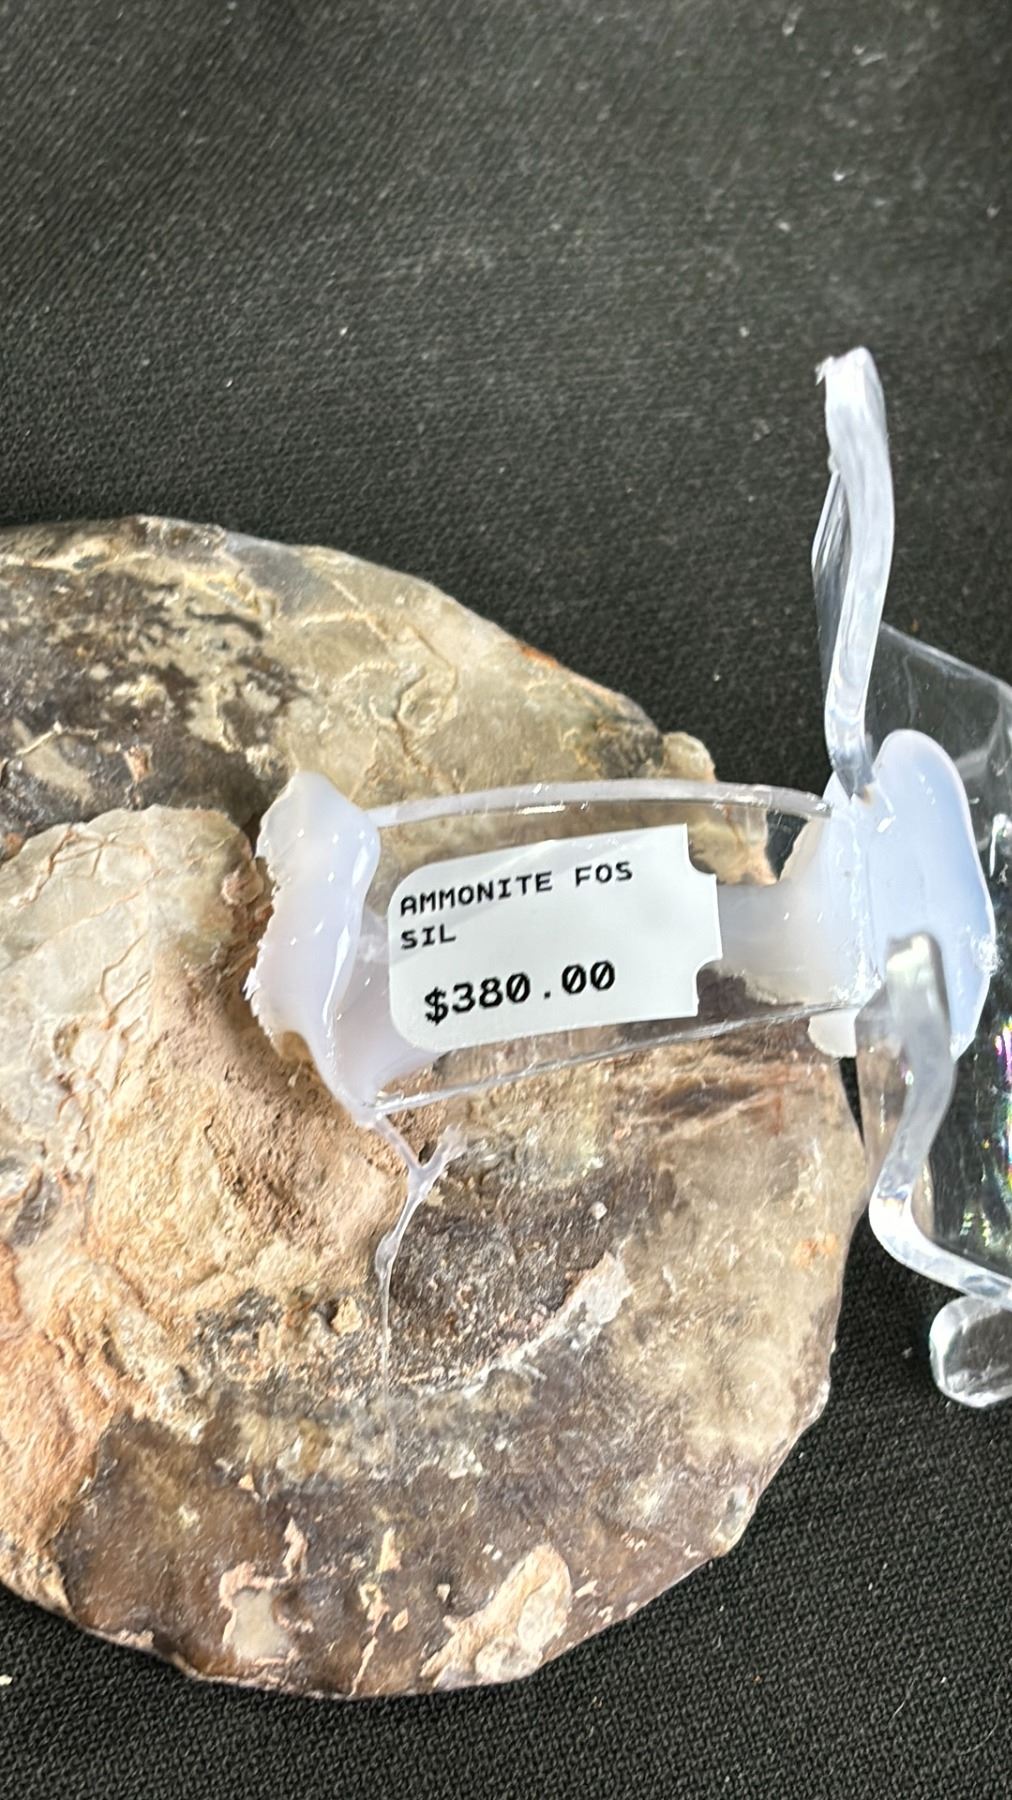 AMMONITE FOS
SIL
$380.00